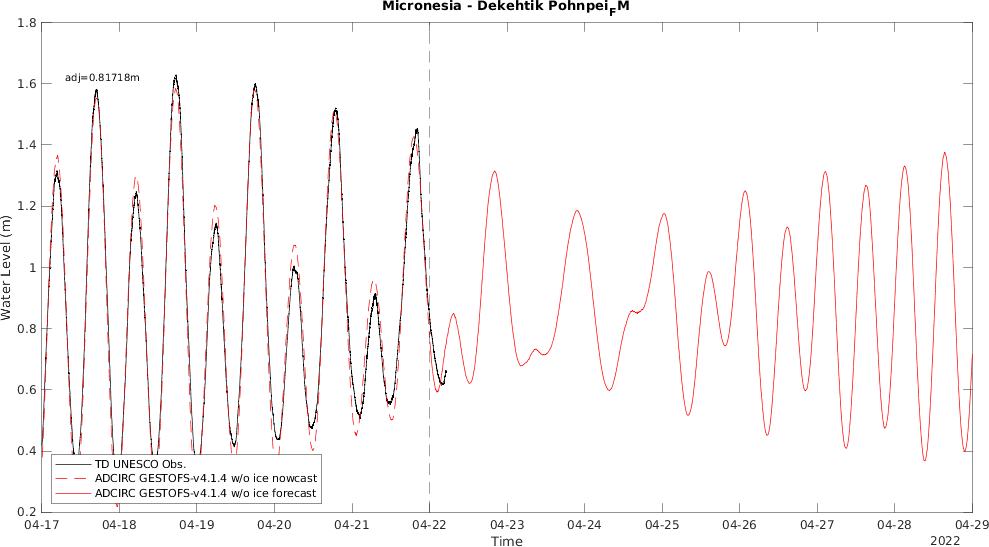 Micronesia - Dekehtik Pohnpei_FM
1.8
1.6
1.4
1.2
1
0.8
0.6
0.4
0.2
Water Level (m)
adj=0.81718m
TD UNESCO Obs.
ADCIRC GESTOFS-v4.1.4 w/o ice nowcast
ADCIRC GESTOFS-v4.1.4 w/o ice forecast
04-17 04-18 04-19 04-20 04-21 04-22 04-23 04-24 04-25 04-26 04-27 04-28 04-29
Time
2022